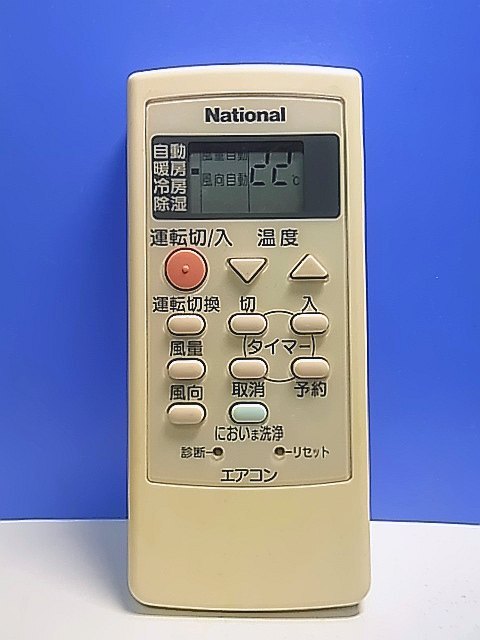 National
自動
暖房
冷房
除湿
風量自動
風向自動
22℃
運転切/入 温度
運転切換 切 入
風量 (タイマー)
風向 取消 予約
においま洗浄
診断 リセット
エアコン